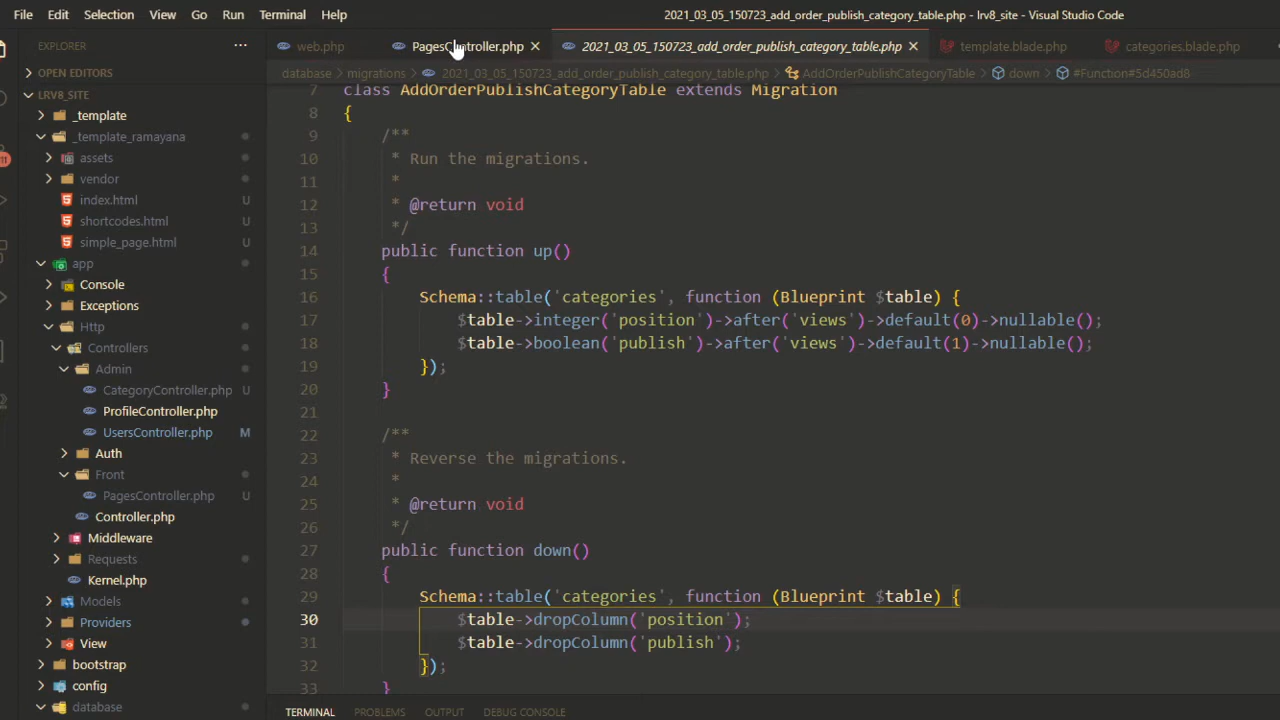 File Edit Selection View Go Run Terminal Help 2021_03_05_150723_add_order_publish_category_table.php - lrv8_site - Visual Studio Code
EXPLORER ...
web.php PagesController.php 2021_03_05_150723_add_order_publish_category_table.php template.blade.php categories.blade.php
OPEN EDITORS
database > migrations > 2021_03_05_150723_add_order_publish_category_table.php > AddOrderPublishCategoryTable > down > #Function#5d450ad8
LRV8_SITE
_template
_template_ramayana
assets
vendor
index.html U
shortcodes.html U
simple_page.html U
app
Console
Exceptions
Http
Controllers
Admin
CategoryController.php U
ProfileController.php
UsersController.php M
Auth
Front
PagesController.php U
Controller.php
Middleware
Requests
Kernel.php
Models
Providers
View
bootstrap
config
database
7 class AddOrderPublishCategoryTable extends Migration
8 {
9 /**
10 * Run the migrations.
11 *
12 * @return void
13 */
14 public function up()
15 {
16 Schema::table('categories', function (Blueprint $table) {
17 $table->integer('position')->after('views')->default(0)->nullable();
18 $table->boolean('publish')->after('views')->default(1)->nullable();
19 });
20 }
21
22 /**
23 * Reverse the migrations.
24 *
25 * @return void
26 */
27 public function down()
28 {
29 Schema::table('categories', function (Blueprint $table) {
30 $table->dropColumn('position');
31 $table->dropColumn('publish');
32 });
33 }
TERMINAL PROBLEMS OUTPUT DEBUG CONSOLE